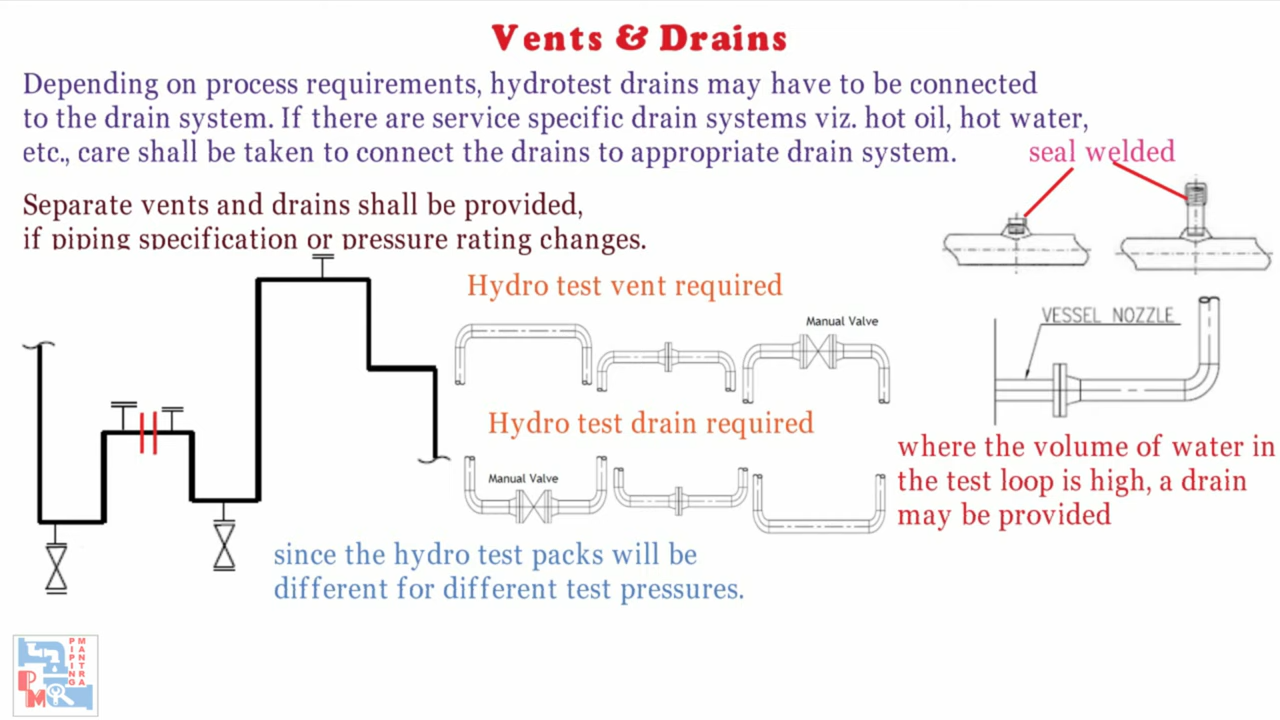 Vents & Drains
Depending on process requirements, hydrotest drains may have to be connected
to the drain system. If there are service specific drain systems viz. hot oil, hot water,
etc., care shall be taken to connect the drains to appropriate drain system.
seal welded
Separate vents and drains shall be provided,
if piping specification or pressure rating changes.
Hydro test vent required
Manual Valve
VESSEL NOZZLE
Hydro test drain required
Manual Valve
where the volume of water in
the test loop is high, a drain
may be provided
since the hydro test packs will be
different for different test pressures.
PIPING
MANTRA
PM